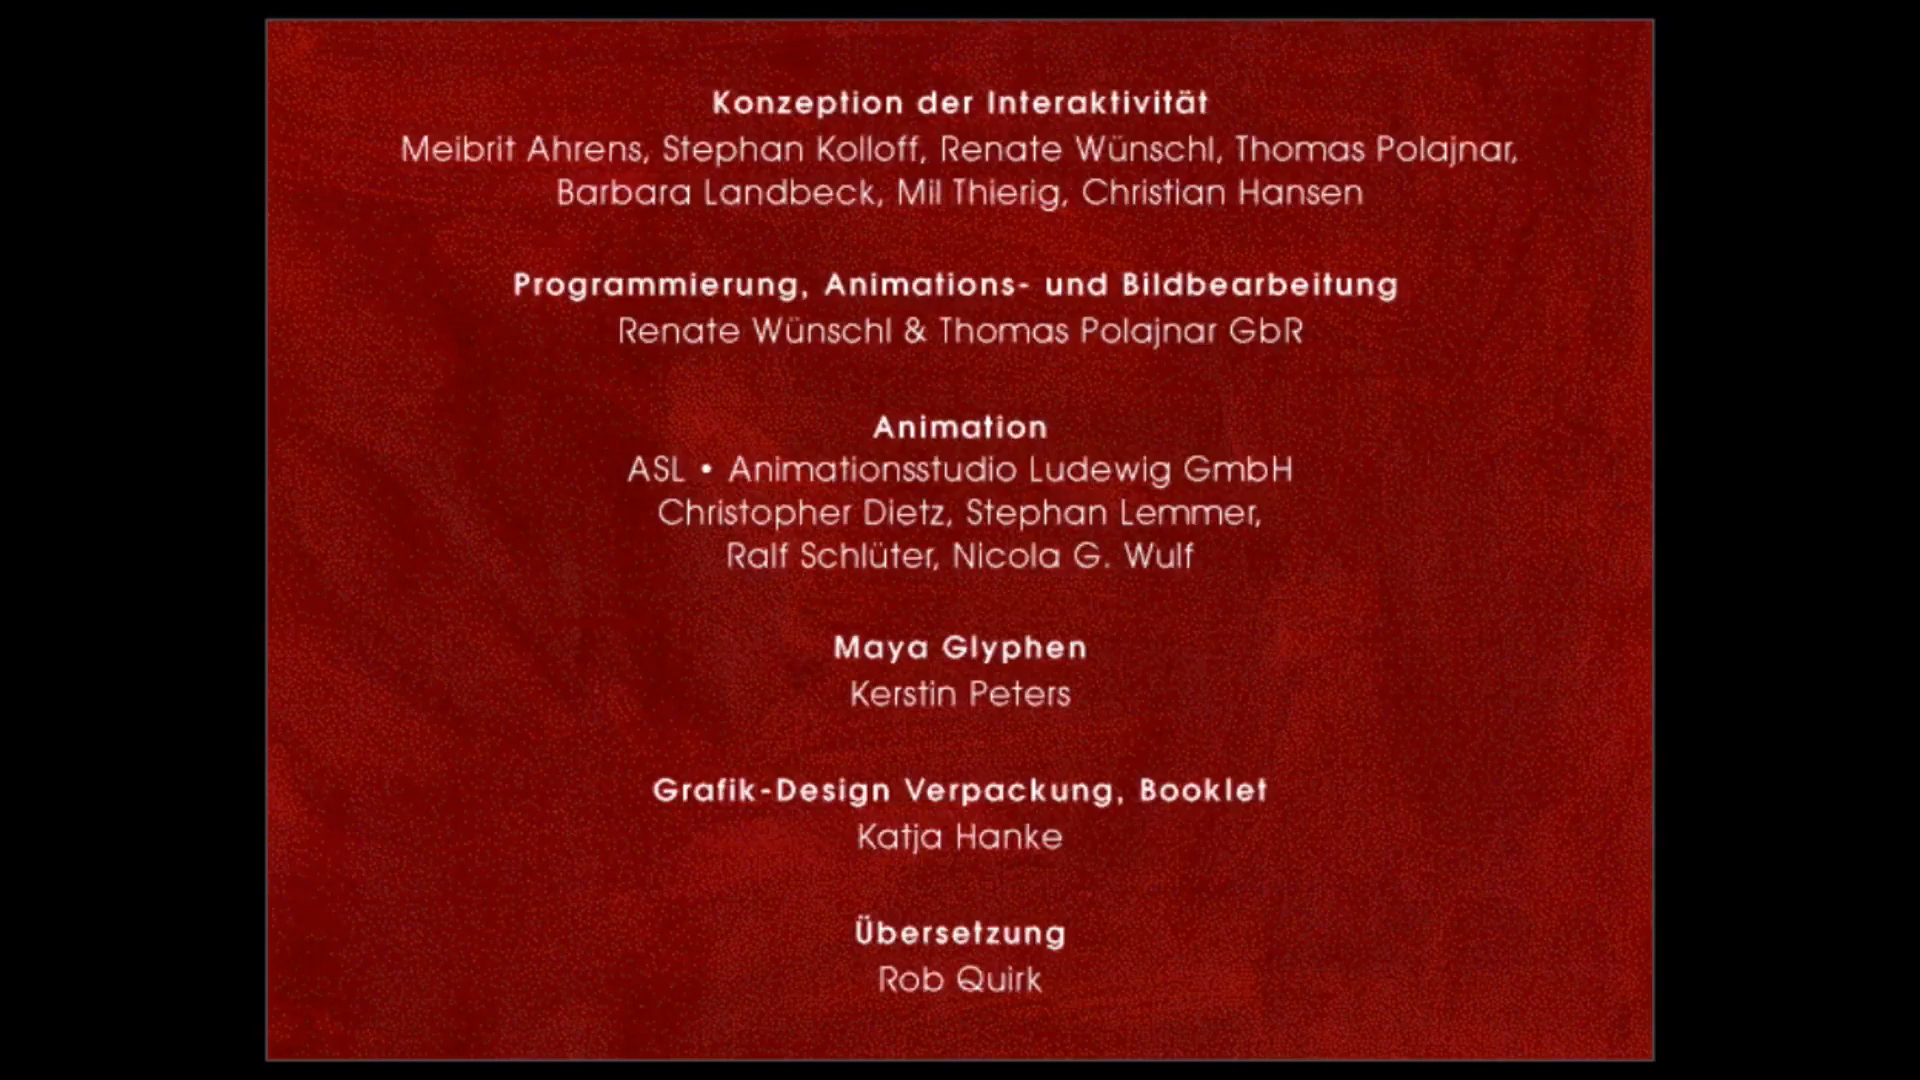 Konzeption der Interaktivität
Meibrit Ahrens, Stephan Kolloff, Renate Wünschl, Thomas Polajnar,
Barbara Landbeck, Mil Thierig, Christian Hansen
Programmierung, Animations- und Bildbearbeitung
Renate Wünschl & Thomas Polajnar GbR
Animation
ASL • Animationsstudio Ludewig GmbH
Christopher Dietz, Stephan Lemmer,
Ralf Schlüter, Nicola G. Wulf
Maya Glyphen
Kerstin Peters
Grafik-Design Verpackung, Booklet
Katja Hanke
Übersetzung
Rob Quirk